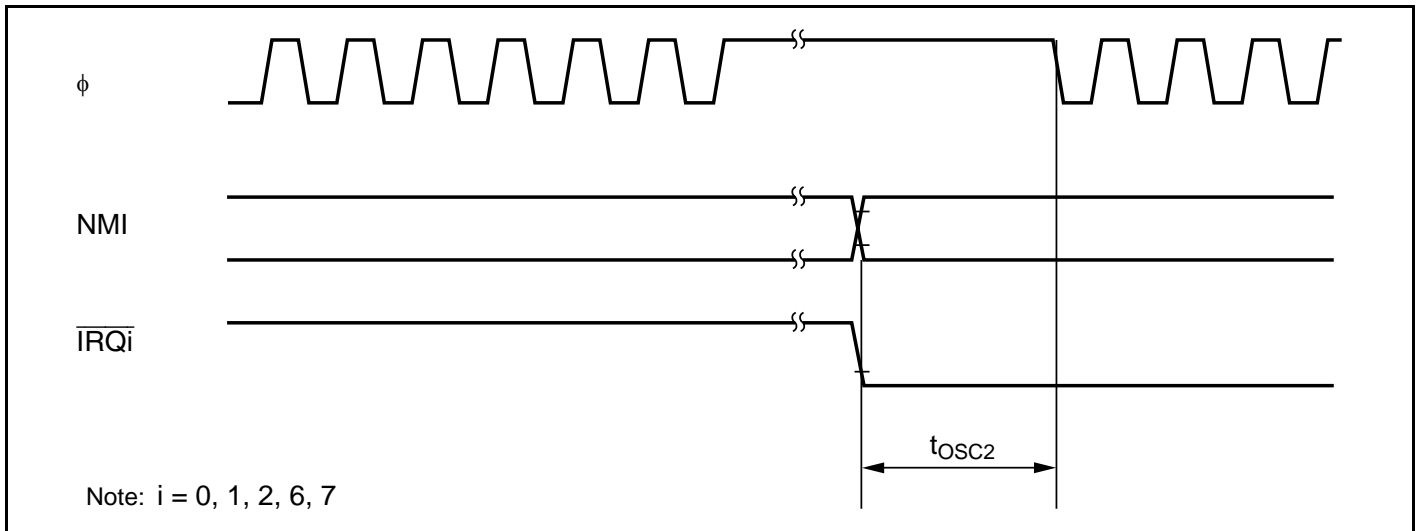 ϕ
NMI
IRQi
tOSC2
Note: i = 0, 1, 2, 6, 7